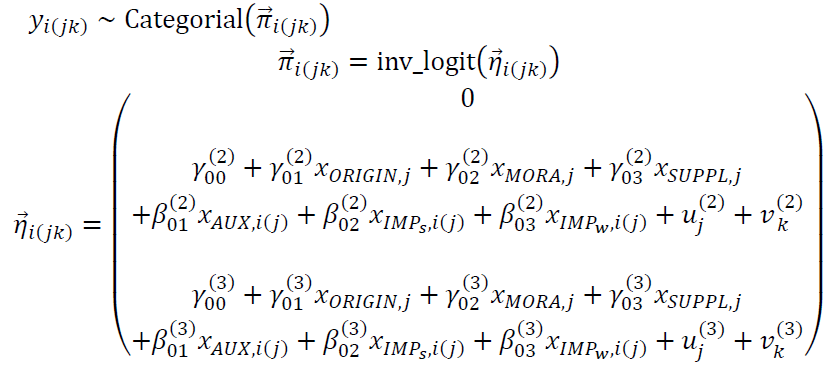 y_{i(jk)} ~ Categorial(π⃗_{i(jk)})
π⃗_{i(jk)} = inv_logit(η⃗_{i(jk)})
0
γ_{00}^{(2)} + γ_{01}^{(2)} x_{ORIGIN,j} + γ_{02}^{(2)} x_{MORA,j} + γ_{03}^{(2)} x_{SUPPL,j}
η⃗_{i(jk)} = +β_{01}^{(2)} x_{AUX,i(j)} + β_{02}^{(2)} x_{IMP_s,i(j)} + β_{03}^{(2)} x_{IMP_w,i(j)} + u_j^{(2)} + v_k^{(2)}
γ_{00}^{(3)} + γ_{01}^{(3)} x_{ORIGIN,j} + γ_{02}^{(3)} x_{MORA,j} + γ_{03}^{(3)} x_{SUPPL,j}
+β_{01}^{(3)} x_{AUX,i(j)} + β_{02}^{(3)} x_{IMP_s,i(j)} + β_{03}^{(3)} x_{IMP_w,i(j)} + u_j^{(3)} + v_k^{(3)}